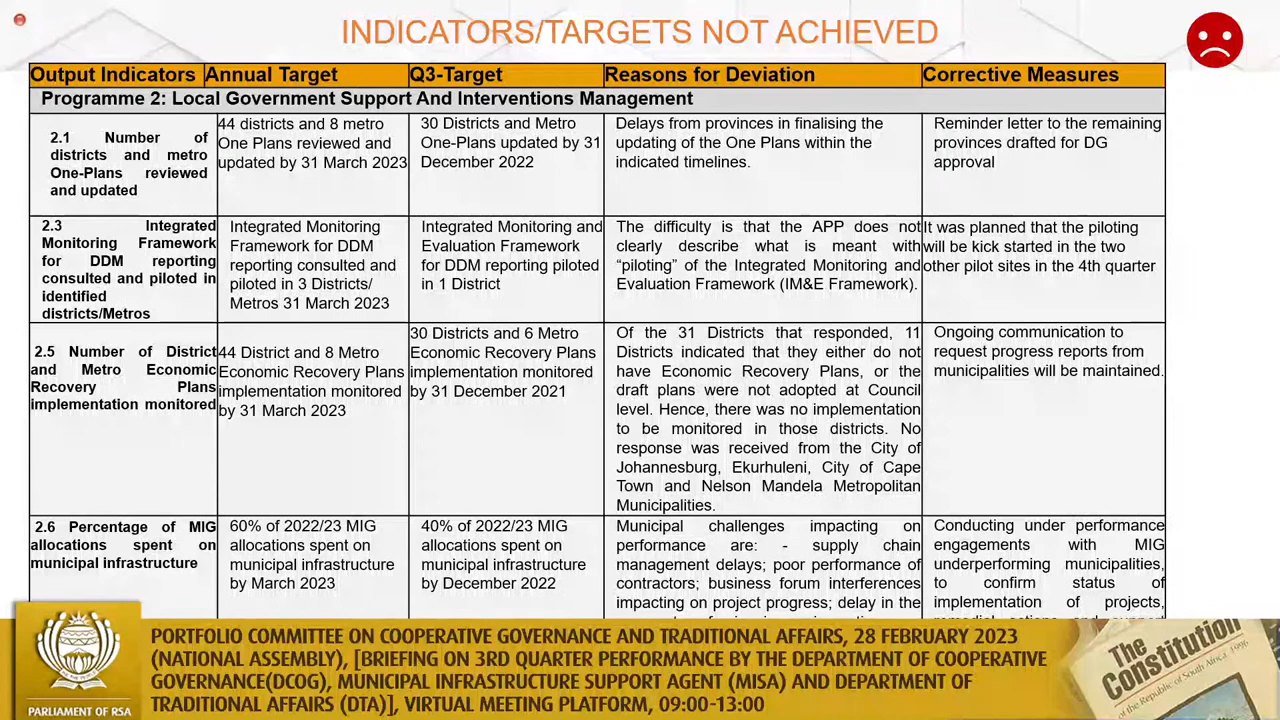 INDICATORS/TARGETS NOT ACHIEVED
Output Indicators
Annual Target
Q3-Target
Reasons for Deviation
Corrective Measures
Programme 2: Local Government Support And Interventions Management
2.1 Number of
districts and metro
One-Plans reviewed
and updated
44 districts and 8 metro
One Plans reviewed and
updated by 31 March 2023
30 Districts and Metro
One-Plans updated by 31
December 2022
Delays from provinces in finalising the
updating of the One Plans within the
indicated timelines.
Reminder letter to the remaining
provinces drafted for DG
approval
2.3 Integrated
Monitoring Framework
for DDM reporting
consulted and piloted in
identified
districts/Metros
Integrated Monitoring
Framework for DDM
reporting consulted and
piloted in 3 Districts/
Metros 31 March 2023
Integrated Monitoring and
Evaluation Framework
for DDM reporting piloted
in 1 District
The difficulty is that the APP does not
clearly describe what is meant with
“piloting” of the Integrated Monitoring and
Evaluation Framework (IM&E Framework).
It was planned that the piloting
will be kick started in the two
other pilot sites in the 4th quarter
2.5 Number of District
and Metro Economic
Recovery Plans
implementation monitored
44 District and 8 Metro
Economic Recovery Plans
implementation monitored
by 31 March 2023
30 Districts and 6 Metro
Economic Recovery Plans
implementation monitored
by 31 December 2021
Of the 31 Districts that responded, 11
Districts indicated that they either do not
have Economic Recovery Plans, or the
draft plans were not adopted at Council
level. Hence, there was no implementation
to be monitored in those districts. No
response was received from the City of
Johannesburg, Ekurhuleni, City of Cape
Town and Nelson Mandela Metropolitan
Municipalities.
Ongoing communication to
request progress reports from
municipalities will be maintained.
2.6 Percentage of MIG
allocations spent on
municipal infrastructure
60% of 2022/23 MIG
allocations spent on
municipal infrastructure
by March 2023
40% of 2022/23 MIG
allocations spent on
municipal infrastructure
by December 2022
Municipal challenges impacting on
performance are: - supply chain
management delays; poor performance of
contractors; business forum interferences
impacting on project progress; delay in the
Conducting under performance
engagements with MIG
underperforming municipalities,
to confirm status of
implementation of projects,
PORTFOLIO COMMITTEE ON COOPERATIVE GOVERNANCE AND TRADITIONAL AFFAIRS, 28 FEBRUARY 2023
(NATIONAL ASSEMBLY), [BRIEFING ON 3RD QUARTER PERFORMANCE BY THE DEPARTMENT OF COOPERATIVE
GOVERNANCE(DCOG), MUNICIPAL INFRASTRUCTURE SUPPORT AGENT (MISA) AND DEPARTMENT OF
TRADITIONAL AFFAIRS (DTA)], VIRTUAL MEETING PLATFORM, 09:00-13:00
PARLIAMENT OF RSA
The
Constitution
of the Republic of South Africa, 1996